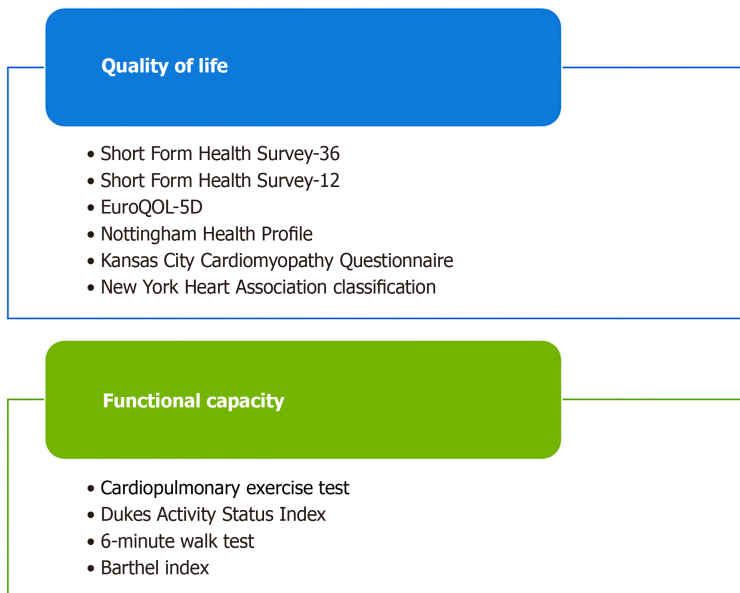 Quality of life
• Short Form Health Survey-36
• Short Form Health Survey-12
• EuroQOL-5D
• Nottingham Health Profile
• Kansas City Cardiomyopathy Questionnaire
• New York Heart Association classification
Functional capacity
• Cardiopulmonary exercise test
• Dukes Activity Status Index
• 6-minute walk test
• Barthel index